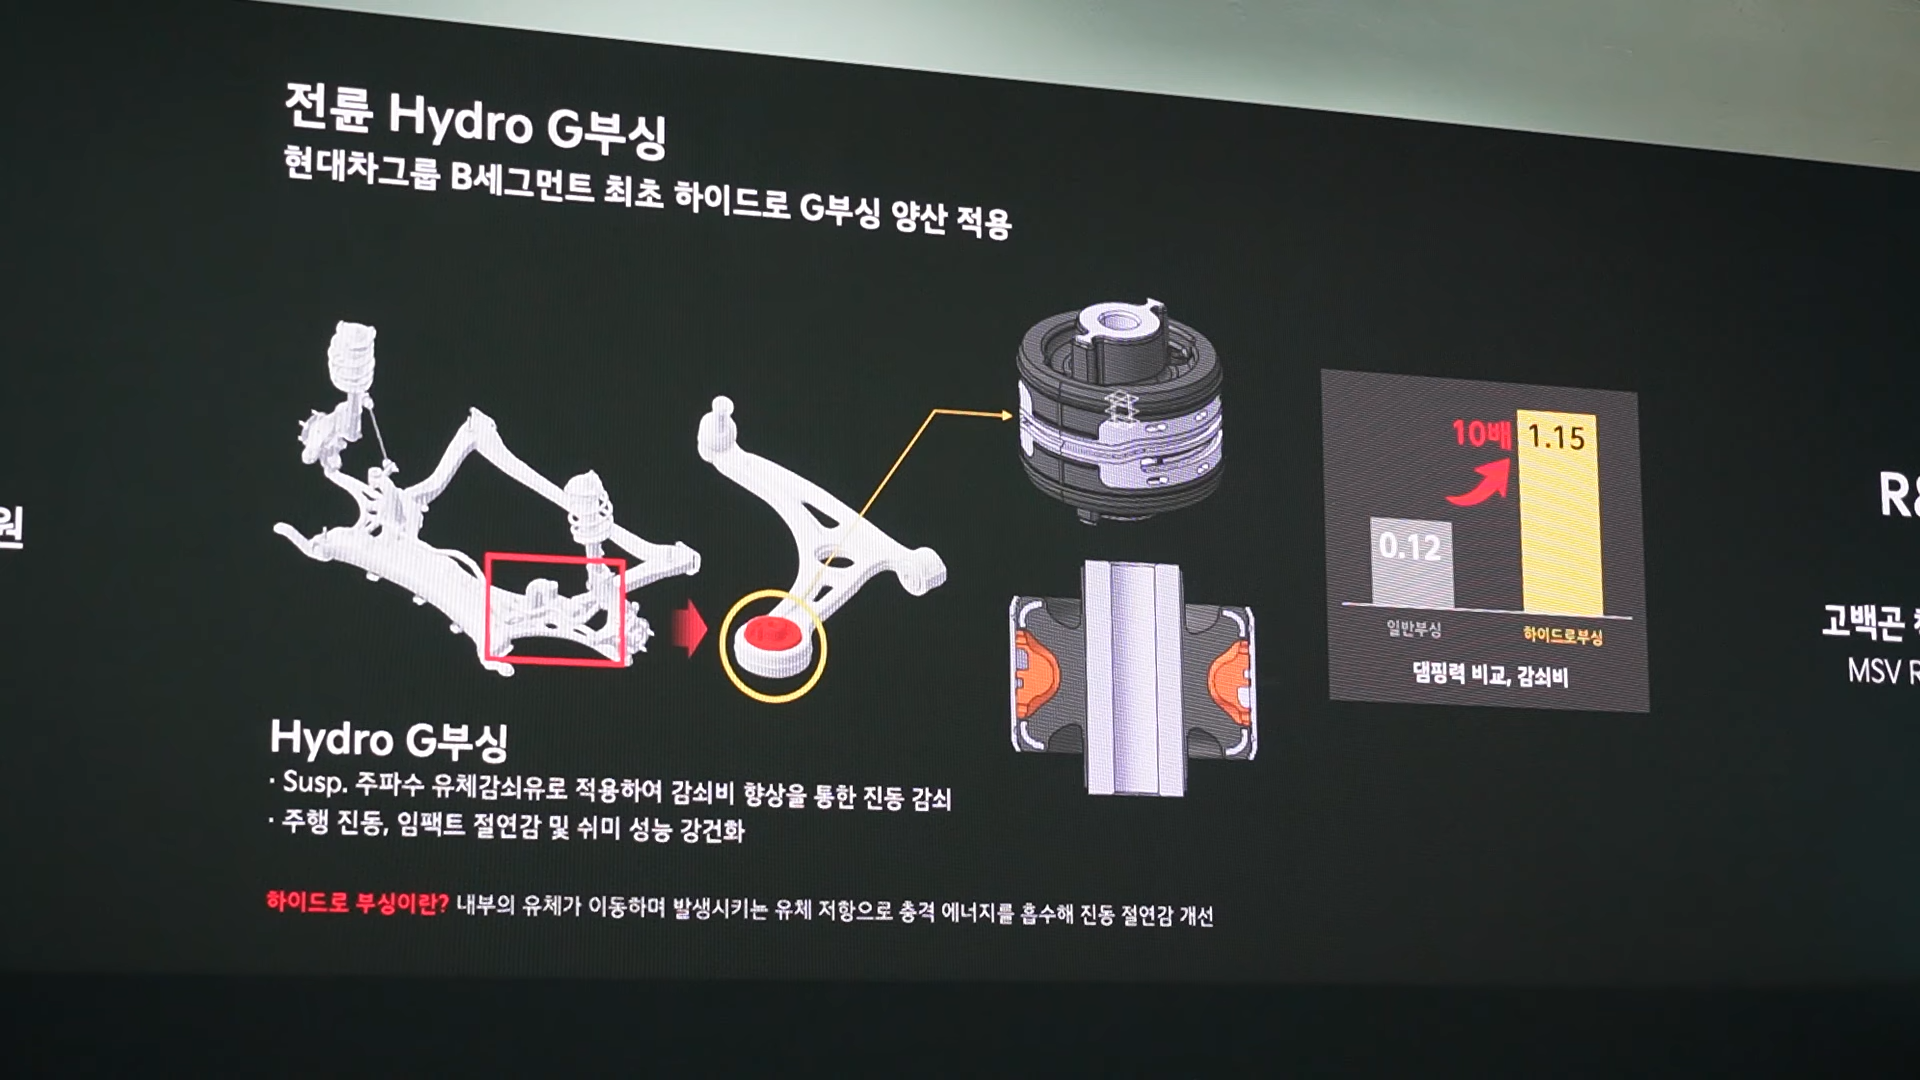 전륜 Hydro G부싱
현대차그룹 B세그먼트 최초 하이드로 G부싱 양산 적용
10배
1.15
0.12
일반부싱
하이드로부싱
댐핑력 비교, 감쇠비
Hydro G부싱
· Susp. 주파수 유체감쇠유로 적용하여 감쇠비 향상을 통한 진동 감쇠
· 주행 진동, 임팩트 절연감 및 쉬미 성능 강건화
하이드로 부싱이란? 내부의 유체가 이동하며 발생시키는 유체 저항으로 충격 에너지를 흡수해 진동 절연감 개선
원
고백곤
MSV